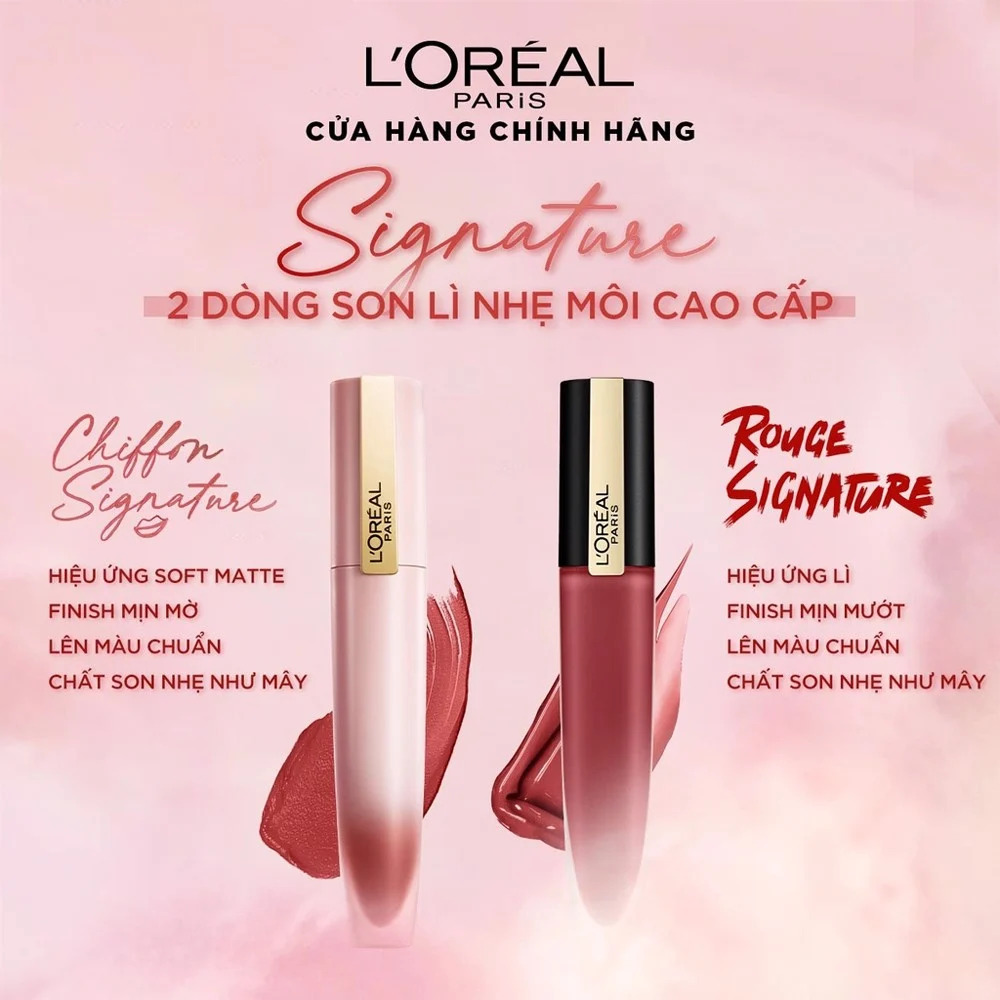 L'ORÉAL
PARiS
CỬA HÀNG CHÍNH HÃNG
Signature
2 DÒNG SON LÌ NHẸ MÔI CAO CẤP
Chiffon
Signature
HIỆU ỨNG SOFT MATTE
FINISH MỊN MỜ
LÊN MÀU CHUẨN
CHẤT SON NHẸ NHƯ MÂY
L'ORÉAL
PARiS
L'ORÉAL
PARiS
ROUGE
SIGNATURE
HIỆU ỨNG LÌ
FINISH MỊN MƯỚT
LÊN MÀU CHUẨN
CHẤT SON NHẸ NHƯ MÂY